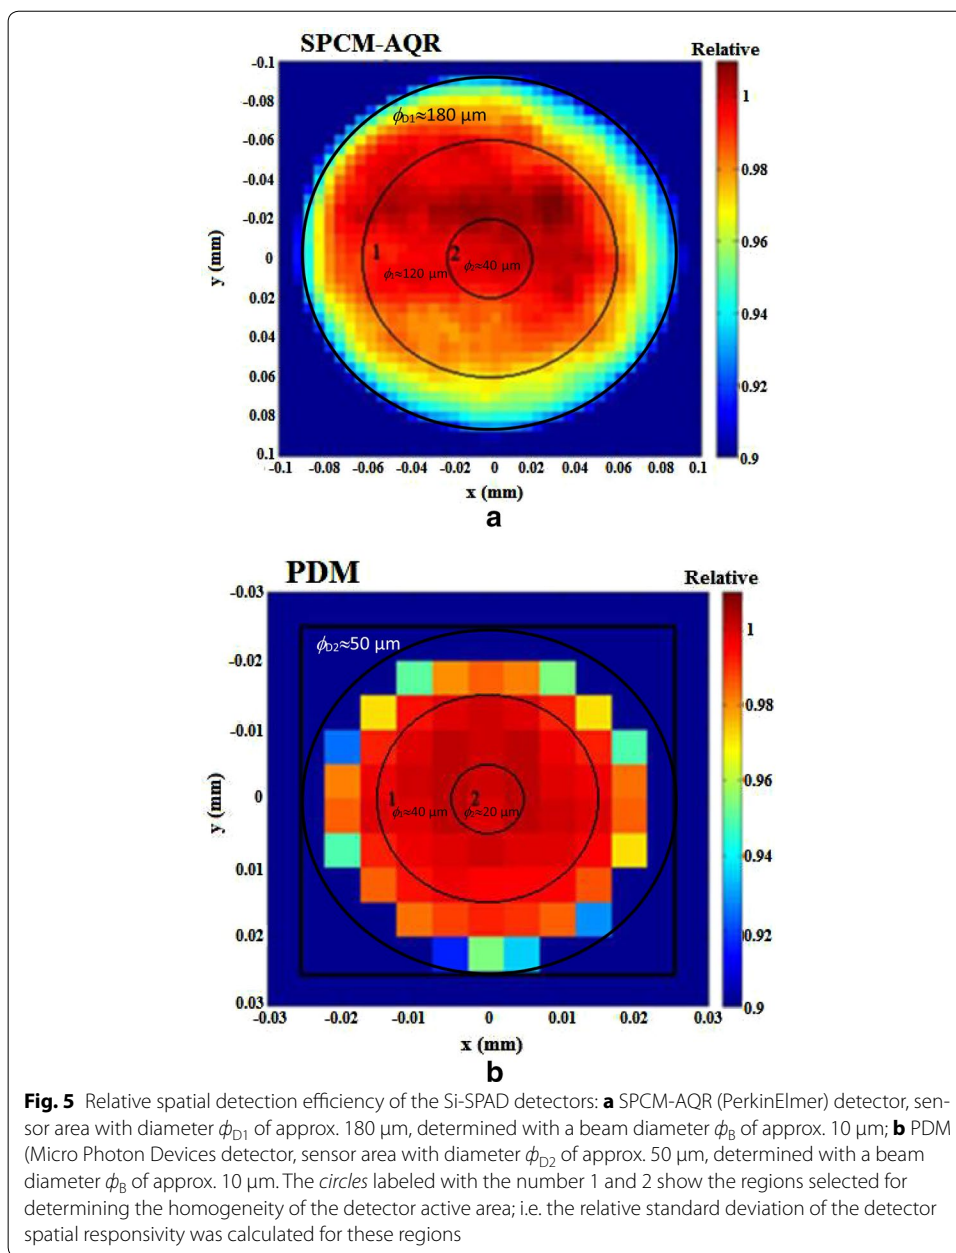 SPCM-AQR
Relative
-0.1
-0.08
-0.06
-0.04
-0.02
0
0.02
0.04
0.06
0.08
0.1
y (mm)
ϕD1≈180 µm
1
ϕ1≈120 µm
2
ϕ2≈40 µm
1
0.98
0.96
0.94
0.92
0.9
-0.1 -0.08 -0.06 -0.04 -0.02 0 0.02 0.04 0.06 0.08 0.1
x (mm)
a
PDM
Relative
-0.03
-0.02
-0.01
0
0.01
0.02
0.03
y (mm)
ϕD2≈50 µm
1
ϕ2≈40 µm
2
ϕ2≈20 µm
1
0.98
0.96
0.94
0.92
0.9
-0.03 -0.02 -0.01 0 0.01 0.02 0.03
x (mm)
b
Fig. 5 Relative spatial detection efficiency of the Si-SPAD detectors: a SPCM-AQR (PerkinElmer) detector, sen-
sor area with diameter ϕD1 of approx. 180 µm, determined with a beam diameter ϕB of approx. 10 µm; b PDM
(Micro Photon Devices detector, sensor area with diameter ϕD2 of approx. 50 µm, determined with a beam
diameter ϕB of approx. 10 µm. The circles labeled with the number 1 and 2 show the regions selected for
determining the homogeneity of the detector active area; i.e. the relative standard deviation of the detector
spatial responsivity was calculated for these regions